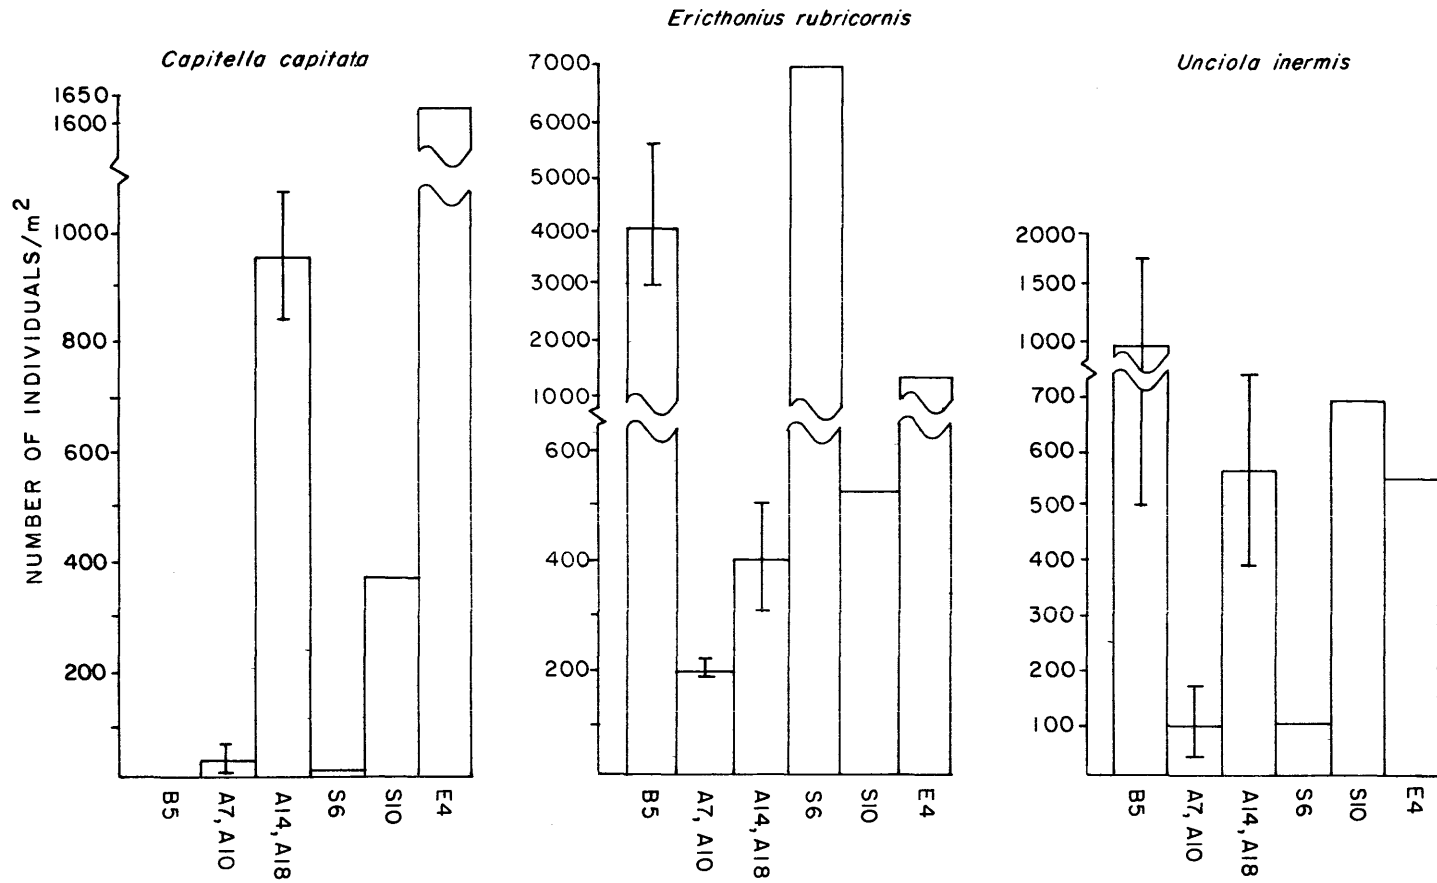 Capitella capitata
Ericthonius rubricornis
Unciola inermis
NUMBER OF INDIVIDUALS/m²
1650
1600
1000
800
600
400
200
B5
A7, A10
A14, A18
S6
S10
E4
7000
6000
5000
4000
3000
2000
1000
600
400
200
B5
A7, A10
A14, A18
S6
S10
E4
2000
1500
1000
700
600
500
400
300
200
100
B5
A7, A10
A14, A18
S6
S10
E4